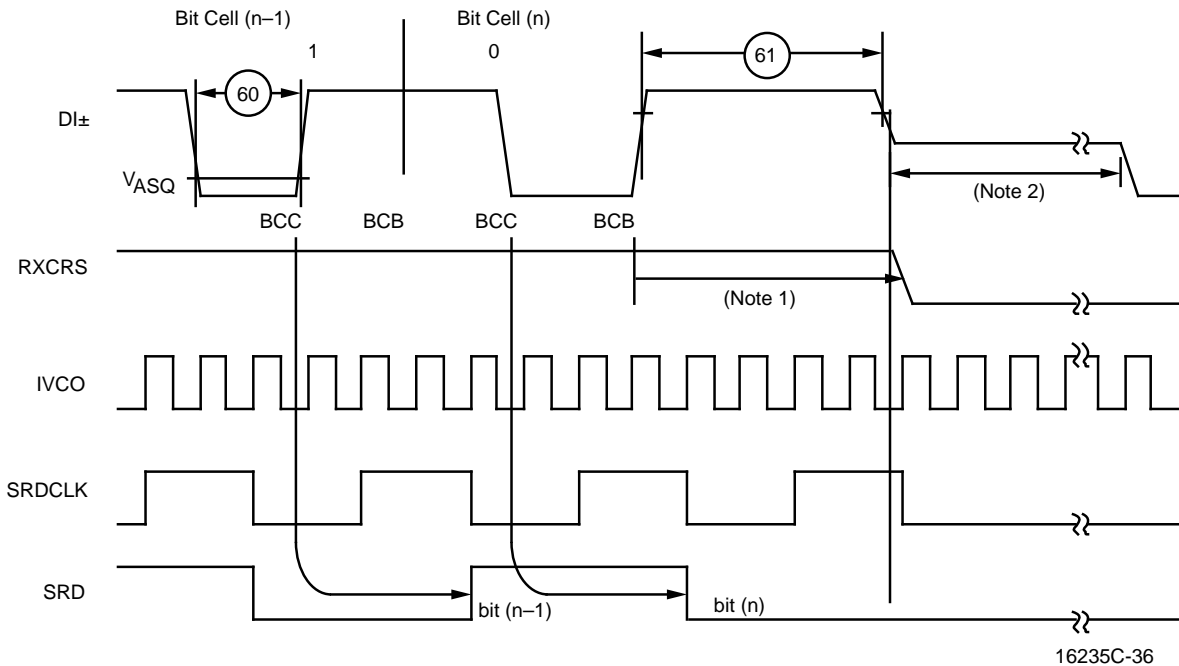 Bit Cell (n–1)
Bit Cell (n)
1
0
60
61
DI±
VASQ
(Note 2)
BCC
BCB
BCC
BCB
RXCRS
(Note 1)
IVCO
SRDCLK
SRD
bit (n–1)
bit (n)
16235C-36